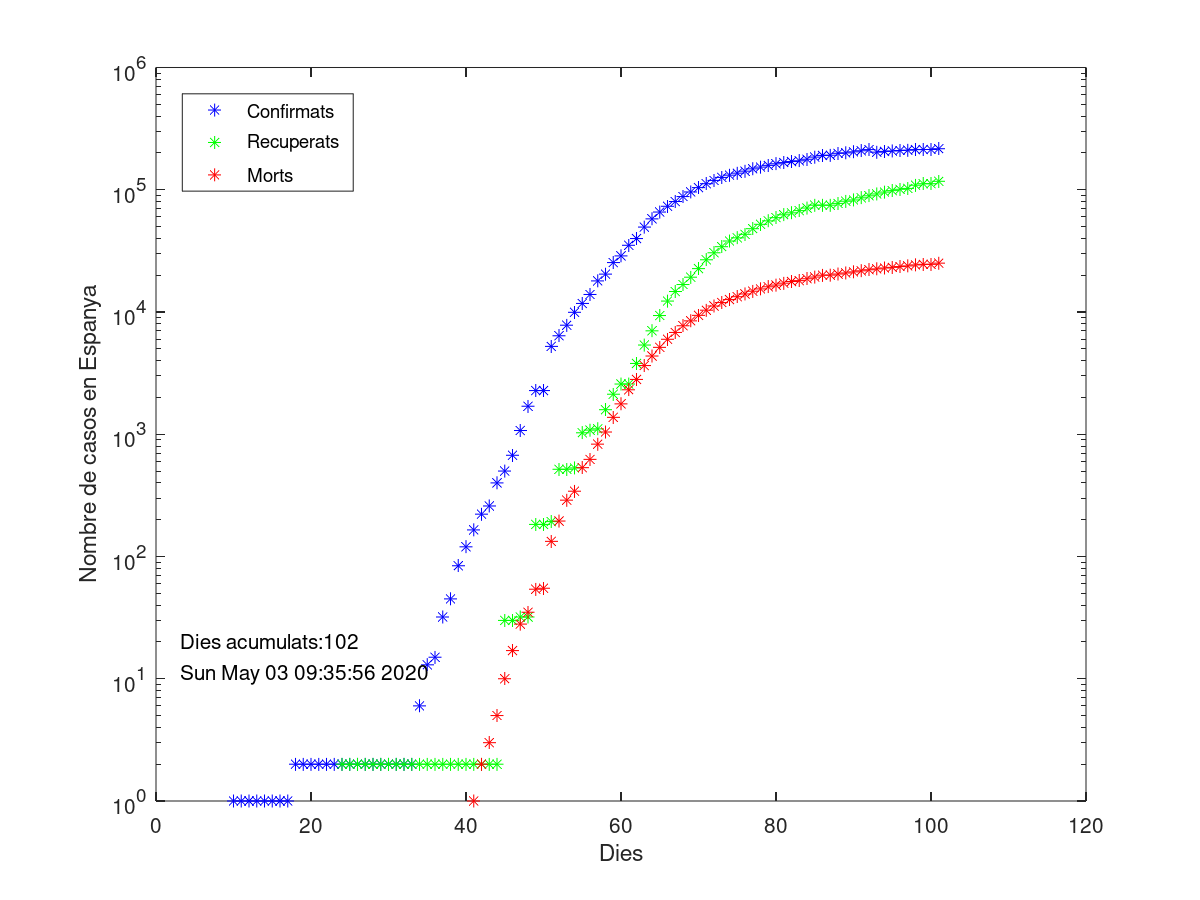 10^6
10^5
10^4
10^3
10^2
10^1
10^0
Nombre de casos en Espanya
Confirmats
Recuperats
Morts
Dies acumulats:102
Sun May 03 09:35:56 2020
0 20 40 60 80 100 120
Dies